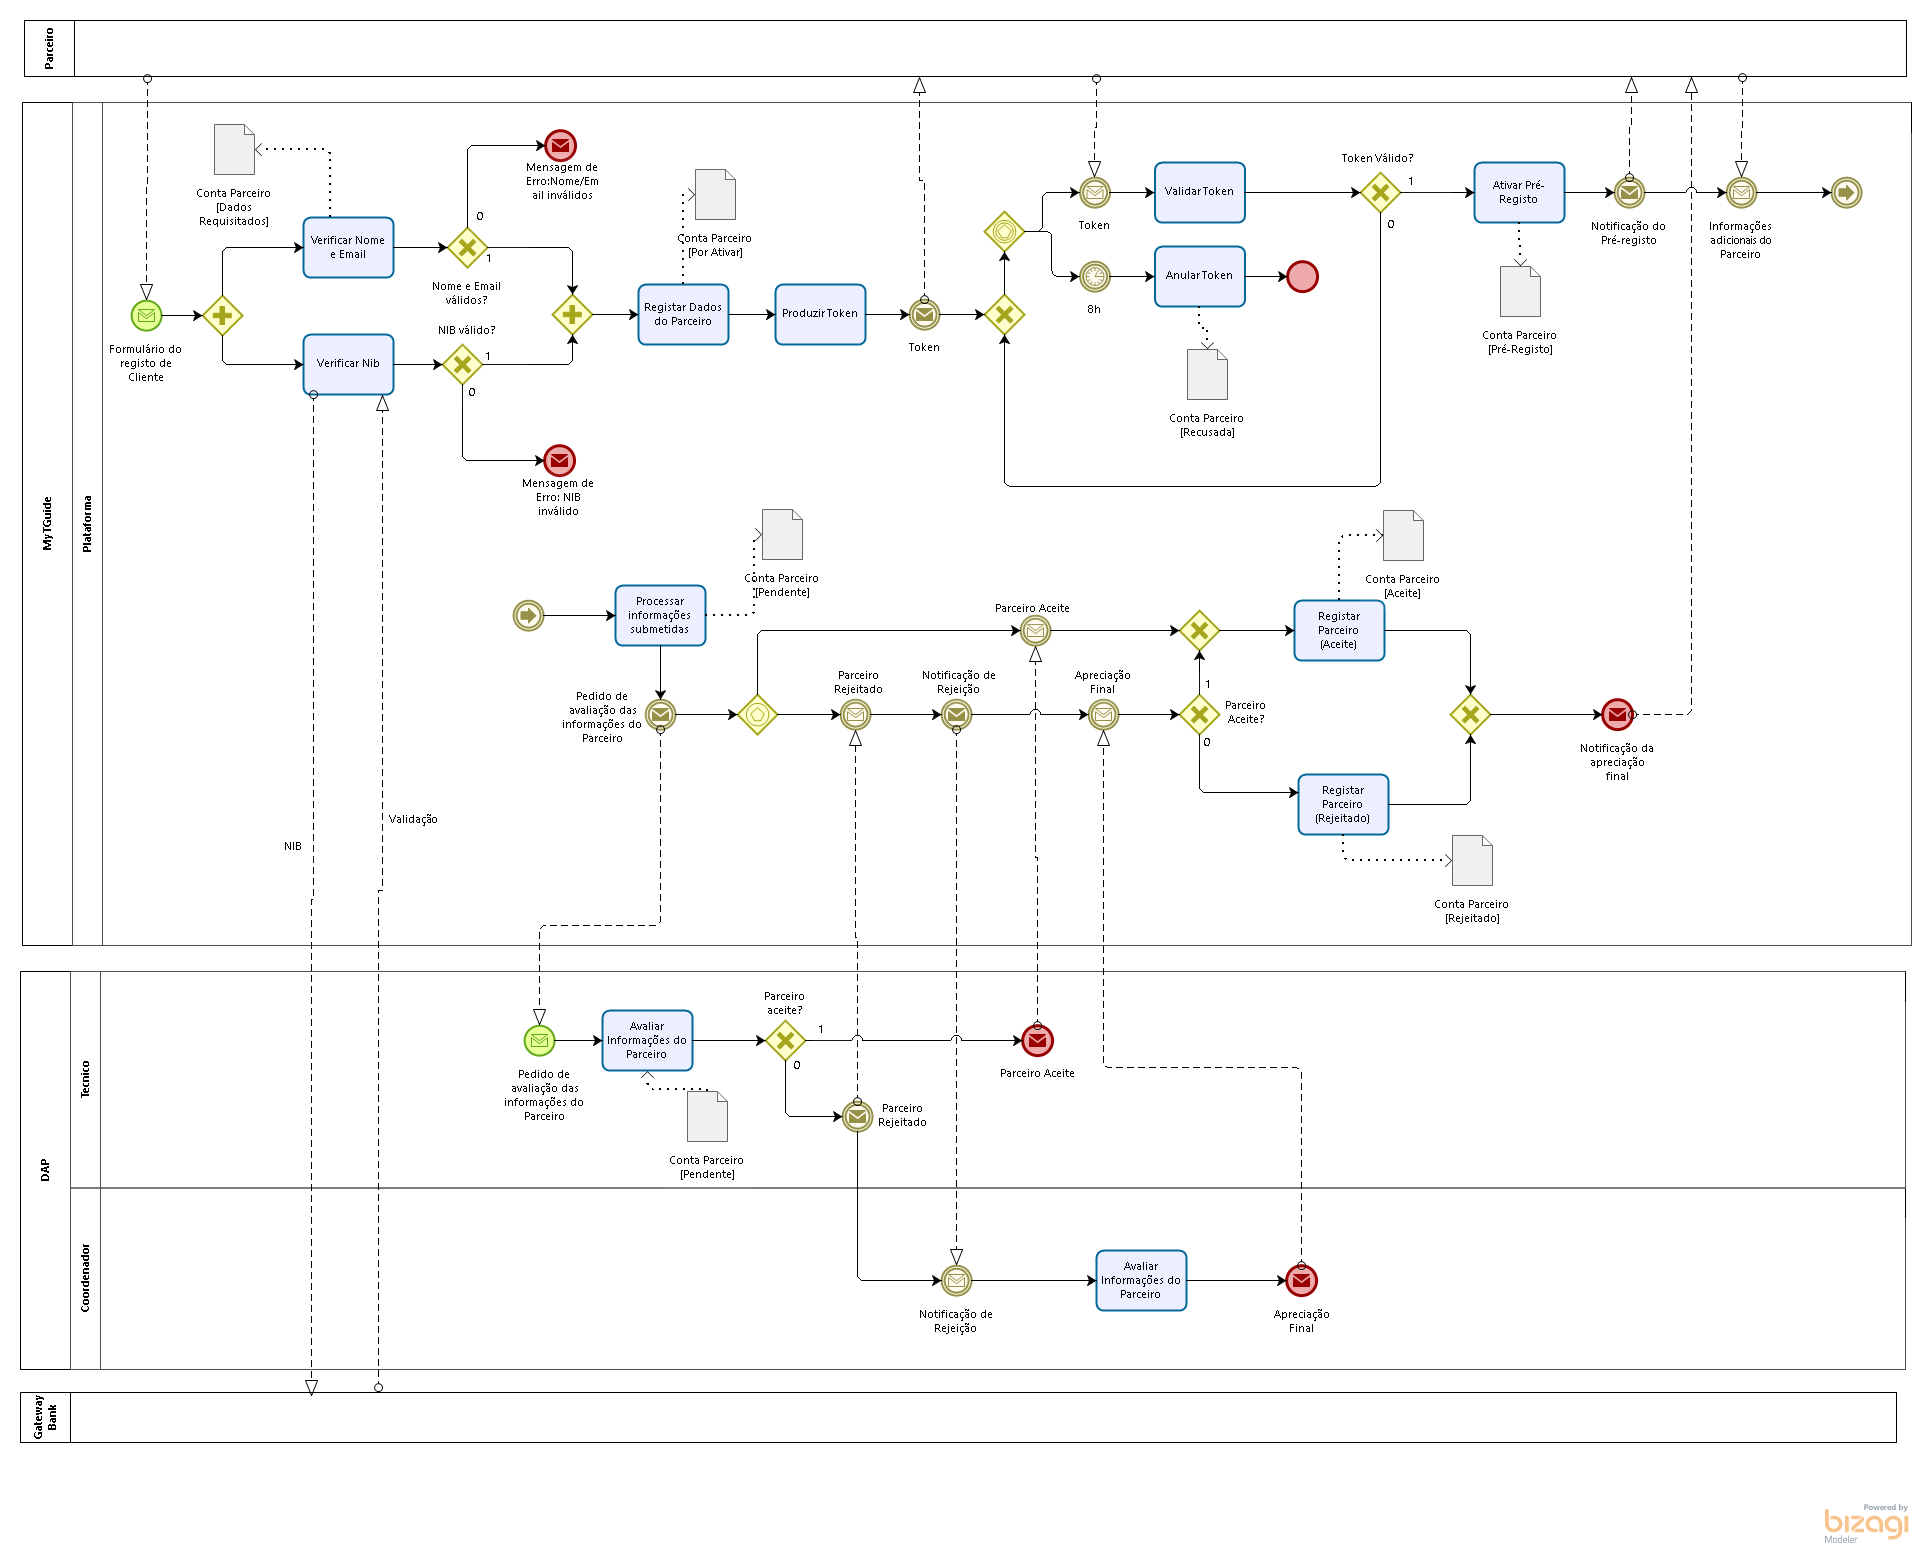 Parceiro
MyTGuide
Plataforma
Conta Parceiro
[Dados
Requisitados]
Mensagem de
Erro:Nome/Em
ail inválidos
Verificar Nome
e Email
0
1
Nome e Email
válidos?
Formulário do
registo de
Cliente
NIB válido?
Verificar Nib
1
0
Mensagem de
Erro: NIB
inválido
Conta Parceiro
[Por Ativar]
Registar Dados
do Parceiro
Produzir Token
Token
Token
Validar Token
8h
Anular Token
Conta Parceiro
[Recusada]
Token Válido?
1
0
Ativar Pré-
Registo
Conta Parceiro
[Pré-Registo]
Notificação do
Pré-registo
Informações
adicionais do
Parceiro
Processar
informações
submetidas
Conta Parceiro
[Pendente]
Pedido de
avaliação das
informações do
Parceiro
Parceiro Aceite
Parceiro
Rejeitado
Notificação de
Rejeição
Apreciação
Final
1
Parceiro
Aceite?
0
Conta Parceiro
[Aceite]
Registar
Parceiro
(Aceite)
Registar
Parceiro
(Rejeitado)
Conta Parceiro
[Rejeitado]
Notificação da
apreciação
final
Validação
NIB
DAP
Tecnico
Pedido de
avaliação das
informações do
Parceiro
Avaliar
Informações do
Parceiro
Conta Parceiro
[Pendente]
Parceiro
aceite?
1
0
Parceiro
Rejeitado
Parceiro Aceite
Coordenador
Notificação de
Rejeição
Avaliar
Informações do
Parceiro
Apreciação
Final
Gateway
Bank
Powered by
bizagi
Modeler